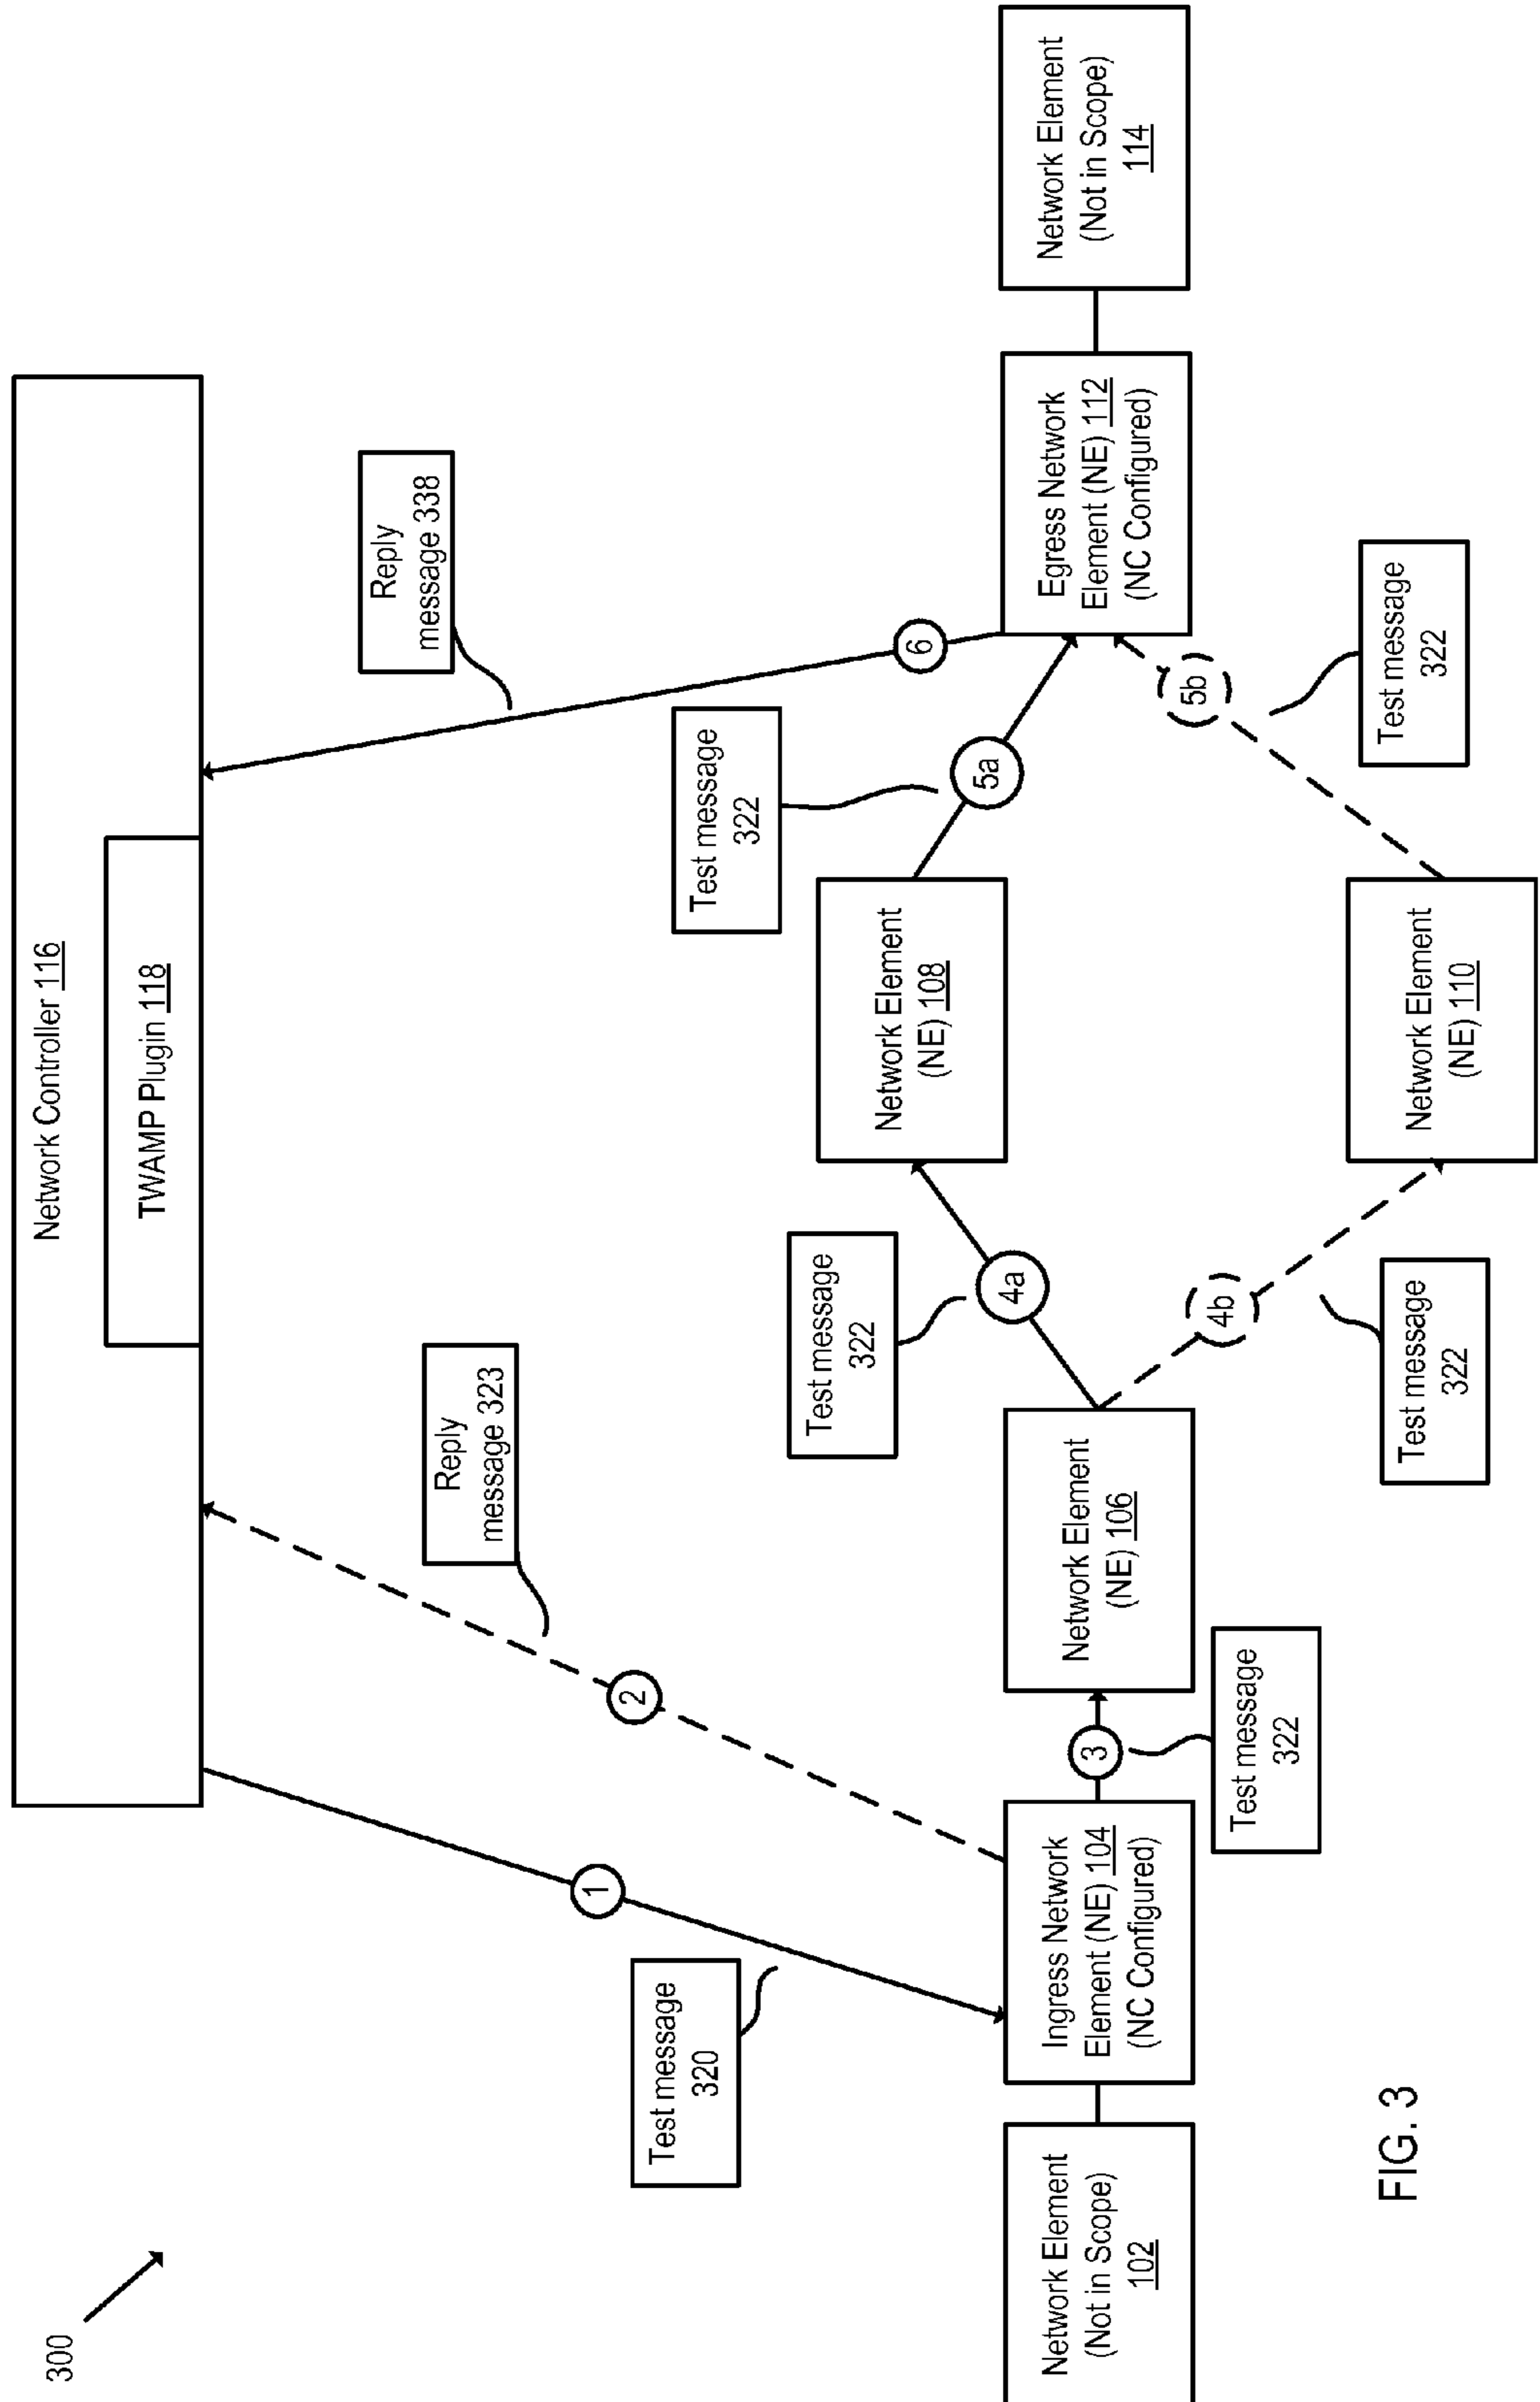 300
Network Controller 116
TWAMP Plugin 118
Reply
message 323
Reply
message 338
1
2
6
Test message
320
Test message
322
Test message
322
4a
5a
Network Element
(NE) 108
Network Element
(Not in Scope)
102
Ingress Network
Element (NE) 104
(NC Configured)
3
Network Element
(NE) 106
Egress Network
Element (NE) 112
(NC Configured)
Network Element
(Not in Scope)
114
Test message
322
4b
5b
Test message
322
Network Element
(NE) 110
Test message
322
FIG. 3